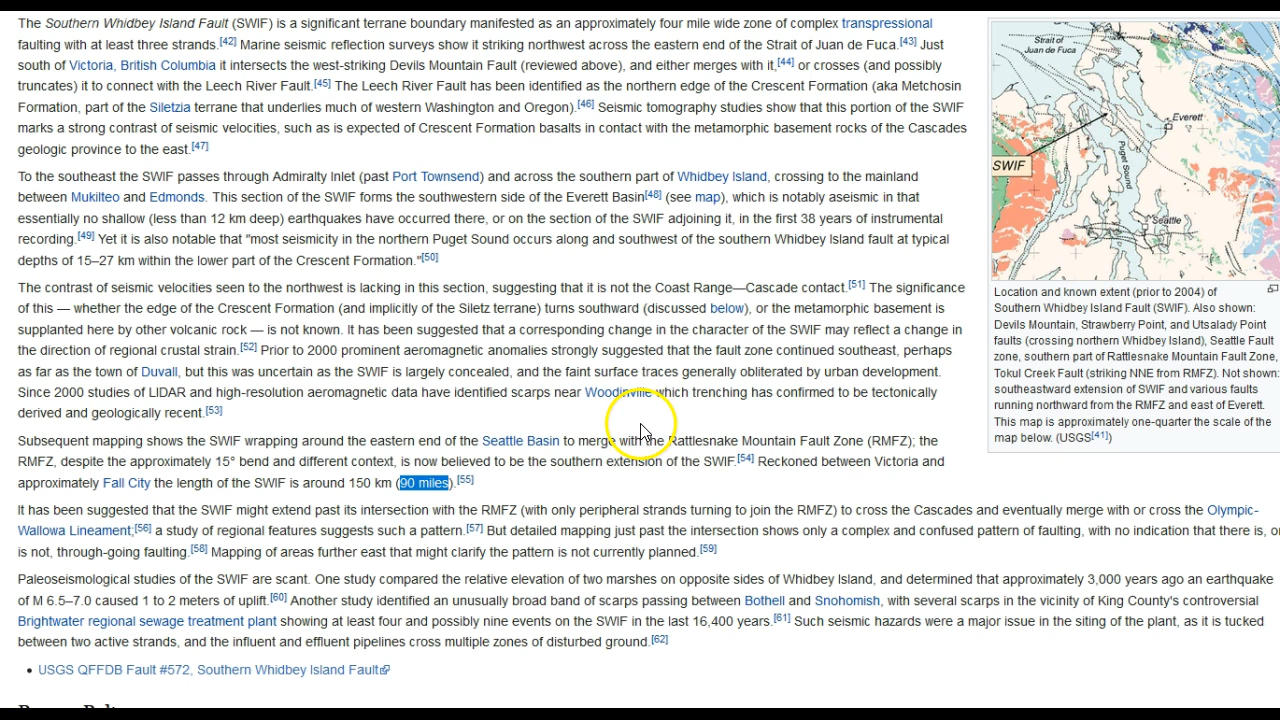 The Southern Whidbey Island Fault (SWIF) is a significant terrane boundary manifested as an approximately four mile wide zone of complex transpressional
faulting with at least three strands.[42] Marine seismic reflection surveys show it striking northwest across the eastern end of the Strait of Juan de Fuca.[43] Just
south of Victoria, British Columbia it intersects the west-striking Devils Mountain Fault (reviewed above), and either merges with it,[44] or crosses (and possibly
truncates) it to connect with the Leech River Fault.[45] The Leech River Fault has been identified as the northern edge of the Crescent Formation (aka Metchosin
Formation, part of the Siletzia terrane that underlies much of western Washington and Oregon).[46] Seismic tomography studies show that this portion of the SWIF
marks a strong contrast of seismic velocities, such as is expected of Crescent Formation basalts in contact with the metamorphic basement rocks of the Cascades
geologic province to the east.[47]
To the southeast the SWIF passes through Admiralty Inlet (past Port Townsend) and across the southern part of Whidbey Island, crossing to the mainland
between Mukilteo and Edmonds. This section of the SWIF forms the southwestern side of the Everett Basin[48] (see map), which is notably aseismic in that
essentially no shallow (less than 12 km deep) earthquakes have occurred there, or on the section of the SWIF adjoining it, in the first 38 years of instrumental
recording.[49] Yet it is also notable that "most seismicity in the northern Puget Sound occurs along and southwest of the southern Whidbey Island fault at typical
depths of 15–27 km within the lower part of the Crescent Formation."[50]
The contrast of seismic velocities seen to the northwest is lacking in this section, suggesting that it is not the Coast Range—Cascade contact.[51] The significance
of this — whether the edge of the Crescent Formation (and implicitly of the Siletz terrane) turns southward (discussed below), or the metamorphic basement is
supplanted here by other volcanic rock — is not known. It has been suggested that a corresponding change in the character of the SWIF may reflect a change in
the direction of regional crustal strain.[52] Prior to 2000 prominent aeromagnetic anomalies strongly suggested that the fault zone continued southeast, perhaps
as far as the town of Duvall, but this was uncertain as the SWIF is largely concealed, and the faint surface traces generally obliterated by urban development.
Since 2000 studies of LIDAR and high-resolution aeromagnetic data have identified scarps near Woodinville which trenching has confirmed to be tectonically
derived and geologically recent.[53]
Subsequent mapping shows the SWIF wrapping around the eastern end of the Seattle Basin to merge with the Rattlesnake Mountain Fault Zone (RMFZ); the
RMFZ, despite the approximately 15° bend and different context, is now believed to be the southern extension of the SWIF.[54] Reckoned between Victoria and
approximately Fall City the length of the SWIF is around 150 km (90 miles).[55]
It has been suggested that the SWIF might extend past its intersection with the RMFZ (with only peripheral strands turning to join the RMFZ) to cross the Cascades and eventually merge with or cross the Olympic-
Wallowa Lineament;[56] a study of regional features suggests such a pattern.[57] But detailed mapping just past the intersection shows only a complex and confused pattern of faulting, with no indication that there is, or
is not, through-going faulting.[58] Mapping of areas further east that might clarify the pattern is not currently planned.[59]
Paleoseismological studies of the SWIF are scant. One study compared the relative elevation of two marshes on opposite sides of Whidbey Island, and determined that approximately 3,000 years ago an earthquake
of M 6.5–7.0 caused 1 to 2 meters of uplift.[60] Another study identified an unusually broad band of scarps passing between Bothell and Snohomish, with several scarps in the vicinity of King County's controversial
Brightwater regional sewage treatment plant showing at least four and possibly nine events on the SWIF in the last 16,400 years.[61] Such seismic hazards were a major issue in the siting of the plant, as it is tucked
between two active strands, and the influent and effluent pipelines cross multiple zones of disturbed ground.[62]
• USGS QFFDB Fault #572, Southern Whidbey Island Fault
Strait of
Juan de Fuca
Everett
SWIF
Puget Sound
Seattle
Location and known extent (prior to 2004) of
Southern Whidbey Island Fault (SWIF). Also shown:
Devils Mountain, Strawberry Point, and Utsalady Point
faults (crossing northern Whidbey Island), Seattle Fault
zone, southern part of Rattlesnake Mountain Fault Zone,
Tokul Creek Fault (striking NNE from RMFZ). Not shown:
southeastward extension of SWIF and various faults
running northward from the RMFZ and east of Everett.
This map is approximately one-quarter the scale of the
map below. (USGS[41])